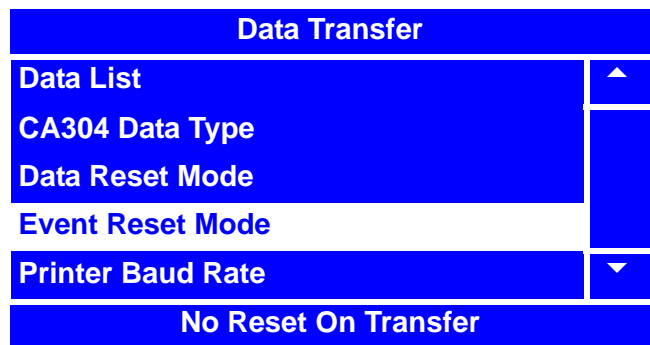 Data Transfer
Data List
CA304 Data Type
Data Reset Mode
Event Reset Mode
Printer Baud Rate
No Reset On Transfer